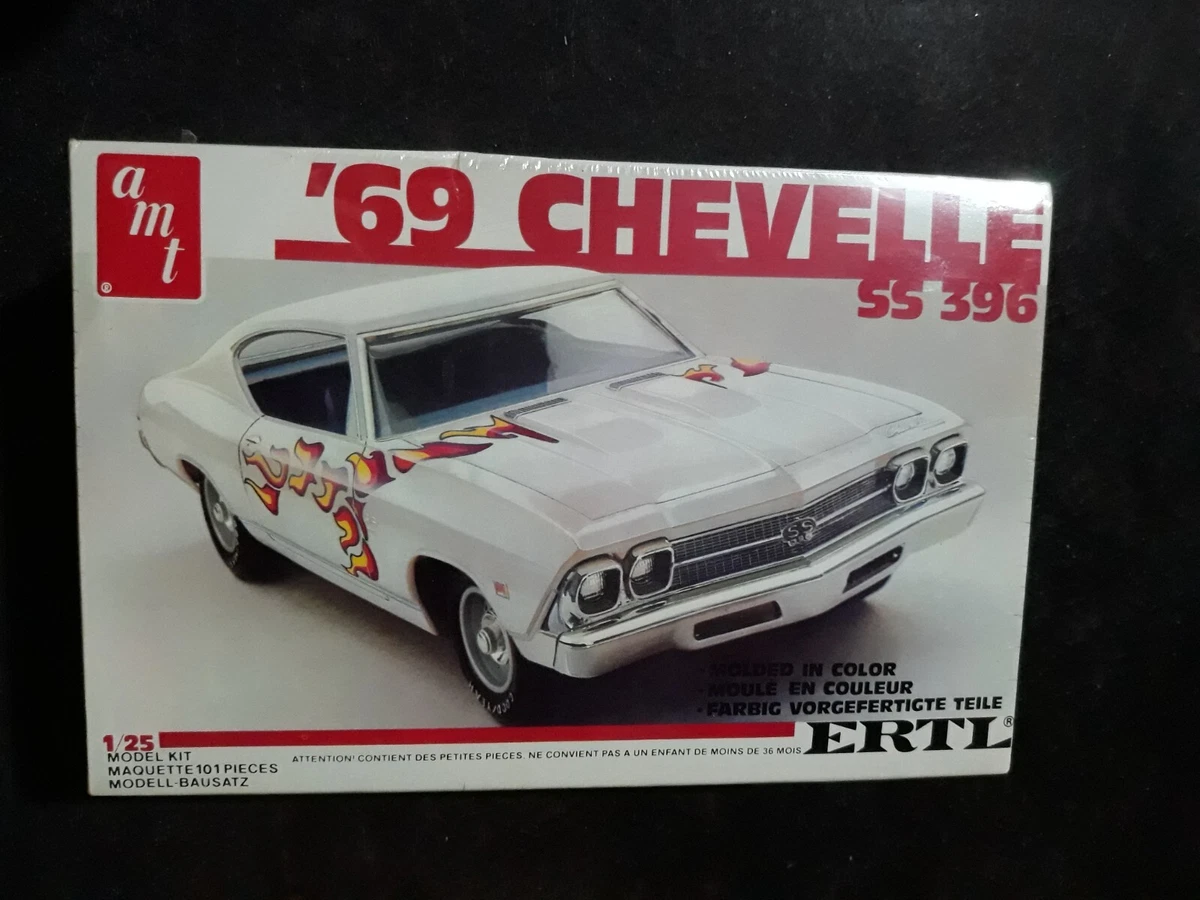 amt
®
'69 CHEVELLE
SS 396
SS
GOODYEAR
· MOLDED IN COLOR
· MOULE EN COULEUR
· FARBIG VORGEFERTIGTE TEILE
ERTL®
1/25
MODEL KIT
MAQUETTE 101 PIECES
MODELL-BAUSATZ
ATTENTION! CONTIENT DES PETITES PIECES. NE CONVIENT PAS A UN ENFANT DE MOINS DE 36 MOIS